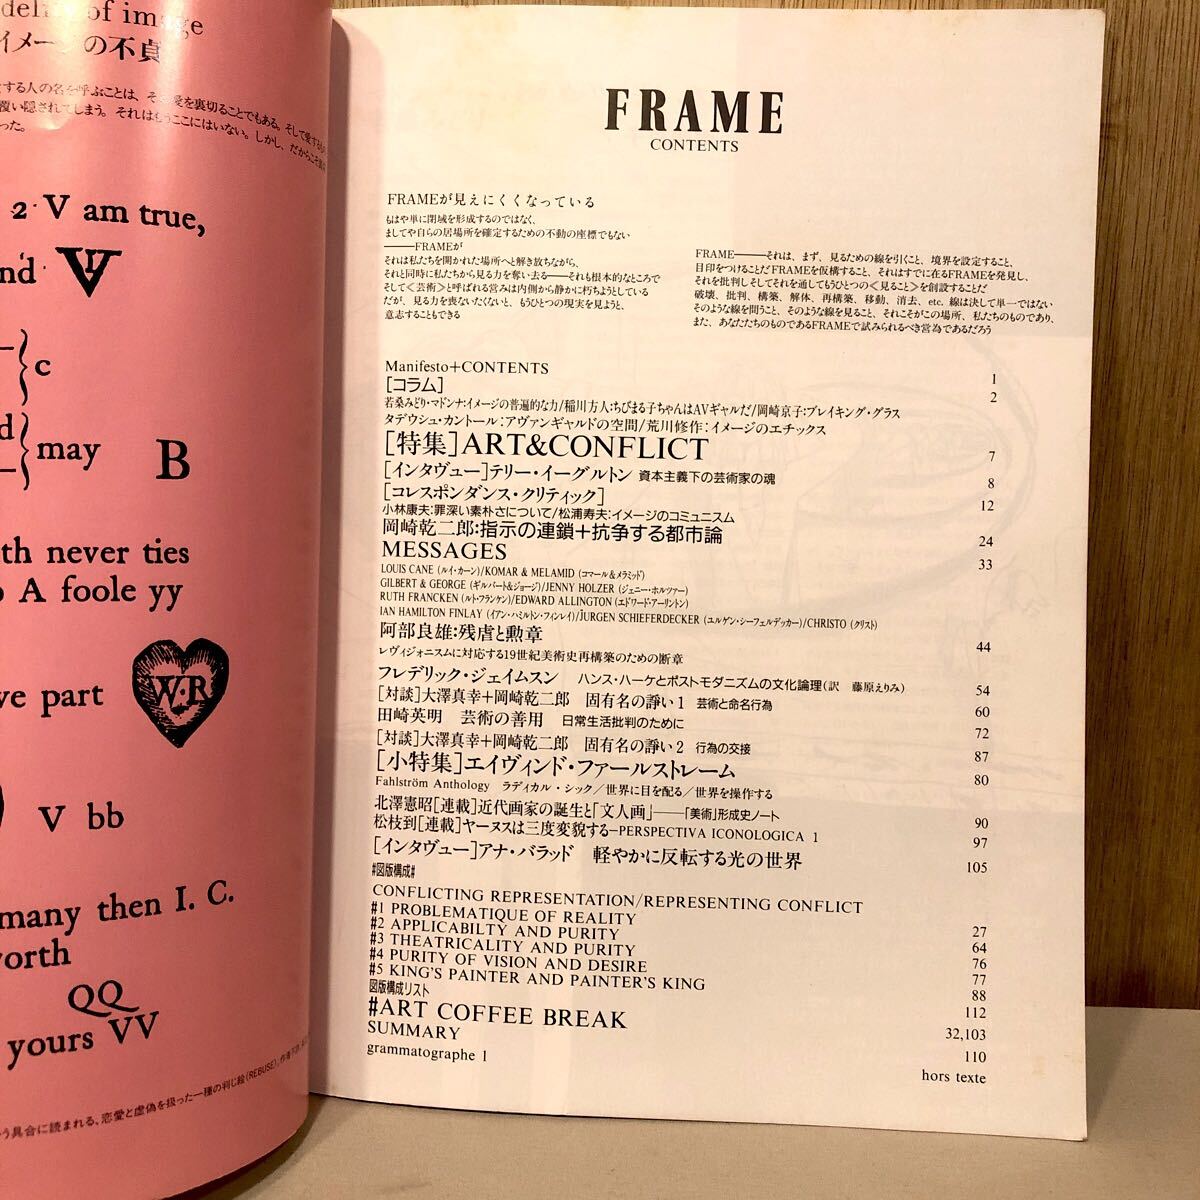 of image
イメージの不貞
する人の名を呼ぶことは、その愛を裏切ることでもある。そして愛するもの
覆い隠されてしまう。それはもうここにはいない。しかし、だからこそ
った。
2 · V am true,
nd V
c
may
B
th never ties
A foole yy
ve part
W·R
V bb
many then I. C.
worth
QQ
yours VV
う具合に読まれる、恋愛と虚偽を扱った一種の判じ絵(REBUSE)、作者不詳、
FRAME
CONTENTS
FRAMEが見えにくくなっている
もはや単に閉域を形成するのではなく、
ましてや自らの居場所を確定するための不動の座標でもない
——FRAMEが
それは私たちを開かれた場所へと解き放ちながら、
それと同時に私たちから見る力を奪い去る——それも根本的なところで
そして≪芸術≫と呼ばれる営みは内側から静かに朽ちようとしている
だが、見る力を喪ないたくないと、もうひとつの現実を見ようと、
意志することもできる
FRAME——それは、まず、見るための線を引くこと、境界を設定すること、
目印をつけることだ FRAMEを仮構すること、それはすでに在るFRAMEを発見し、
それを批判しそしてそれを通してもうひとつの≪見ること≫を創設することだ
破壊、批判、構築、解体、再構築、移動、消去、etc. 線は決して単一ではない
そのような線を問うこと、そのような線を見ること、それこそがこの場所、私たちのものであり、
また、あなたたちのものであるFRAMEで試みられるべき営為であるだろう
Manifesto+CONTENTS 1
[コラム] 2
若桑みどり・マドンナ:イメージの普遍的な力/稲川方人:ちびまる子ちゃんはAVギャルだ/岡崎京子:ブレイキング・グラス
タデウシュ・カントール:アヴァンギャルドの空間/荒川修作:イメージのエチックス
[特集]ART&CONFLICT 7
[インタヴュー]テリー・イーグルトン 資本主義下の芸術家の魂 8
[コレスポンダンス・クリティック] 12
小林康夫:罪深い素朴さについて/松浦寿夫:イメージのコミュニスム
岡崎乾二郎:指示の連鎖+抗争する都市論 24
MESSAGES 33
LOUIS CANE (ルイ・カーン)/KOMAR & MELAMID (コマール&メラミッド)
GILBERT & GEORGE (ギルバート&ジョージ)/JENNY HOLZER (ジェニー・ホルツァー)
RUTH FRANCKEN (ルト・フランケン)/EDWARD ALLINGTON (エドワード・アーリントン)
IAN HAMILTON FINLAY (イアン・ハミルトン・フィンレイ)/JÜRGEN SCHIEFERDECKER (ユルゲン・シーフェルデッカー)/CHRISTO (クリスト)
阿部良雄:残虐と勲章 44
レヴィジョニスムに対応する19世紀美術史再構築のための断章
フレデリック・ジェイムスン ハンス・ハーケとポストモダニズムの文化論理(訳 藤原えりみ) 54
[対談]大澤真幸+岡崎乾二郎 固有名の諍い1 芸術と命名行為 60
田崎英明 芸術の善用 日常生活批判のために 72
[対談]大澤真幸+岡崎乾二郎 固有名の諍い2 行為の交接 87
[小特集]エイヴィンド・ファールストレーム 80
Fahlström Anthology ラディカル・シック/世界に目を配る/世界を操作する
北澤憲昭[連載]近代画家の誕生と「文人画」——「美術」形成史ノート 90
松枝到[連載]ヤーヌスは三度変貌する—PERSPECTIVA ICONOLOGICA 1 97
[インタヴュー]アナ・バラッド 軽やかに反転する光の世界 105
#図版構成#
CONFLICTING REPRESENTATION/REPRESENTING CONFLICT
#1 PROBLEMATIQUE OF REALITY 27
#2 APPLICABILTY AND PURITY 64
#3 THEATRICALITY AND PURITY 76
#4 PURITY OF VISION AND DESIRE 77
#5 KING'S PAINTER AND PAINTER'S KING 88
図版構成リスト 112
#ART COFFEE BREAK 32,103
SUMMARY 110
grammatographe 1 hors texte